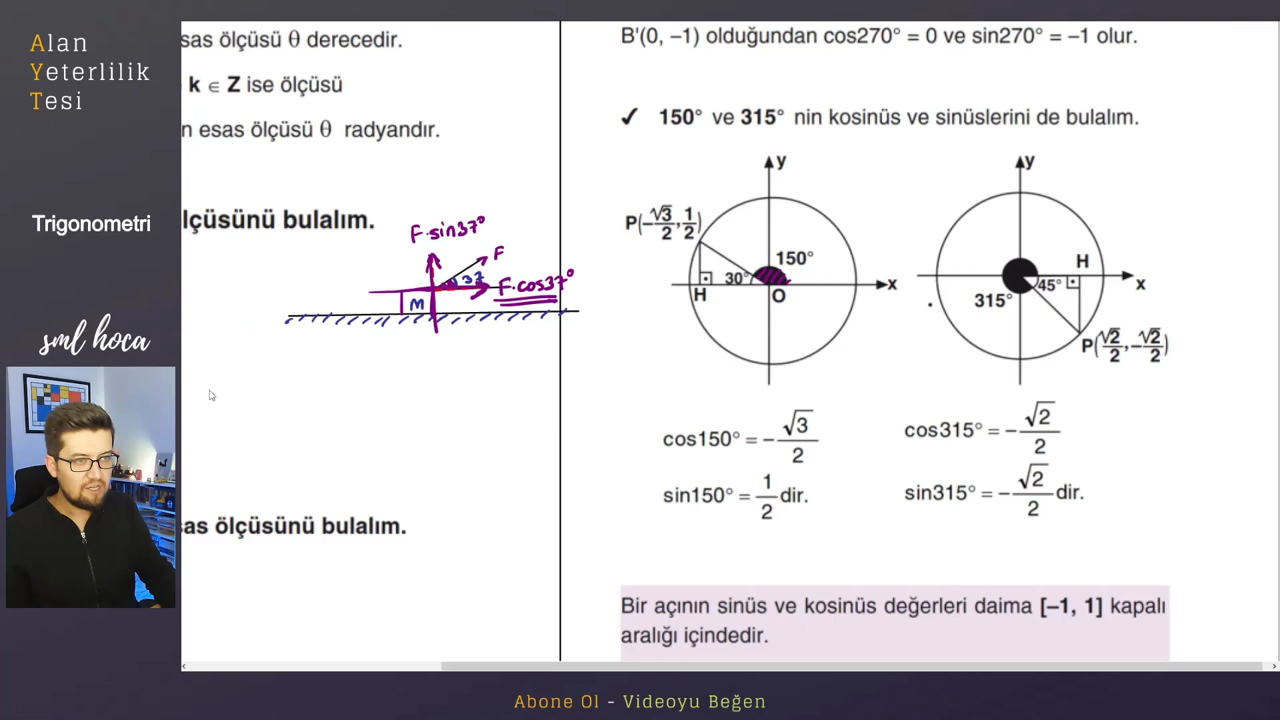 Alan
Yeterlilik
Tesi
Trigonometri
sml hoca
sas ölçüsü θ derecedir.
k ∈ Z ise ölçüsü
n esas ölçüsü θ radyandır.
lçüsünü bulalım.
F·sin37°
F
37
F·cos37°
M
sas ölçüsünü bulalım.
B'(0, –1) olduğundan cos270° = 0 ve sin270° = –1 olur.
✓ 150° ve 315° nin kosinüs ve sinüslerini de bulalım.
y
P(-√3/2, 1/2)
150°
30°
H
O
x
y
H
45°
315°
x
P(√2/2, -√2/2)
cos150° = -√3/2
sin150° = 1/2 dir.
cos315° = -√2/2
sin315° = -√2/2 dir.
Bir açının sinüs ve kosinüs değerleri daima [–1, 1] kapalı
aralığı içindedir.
Abone Ol - Videoyu Beğen